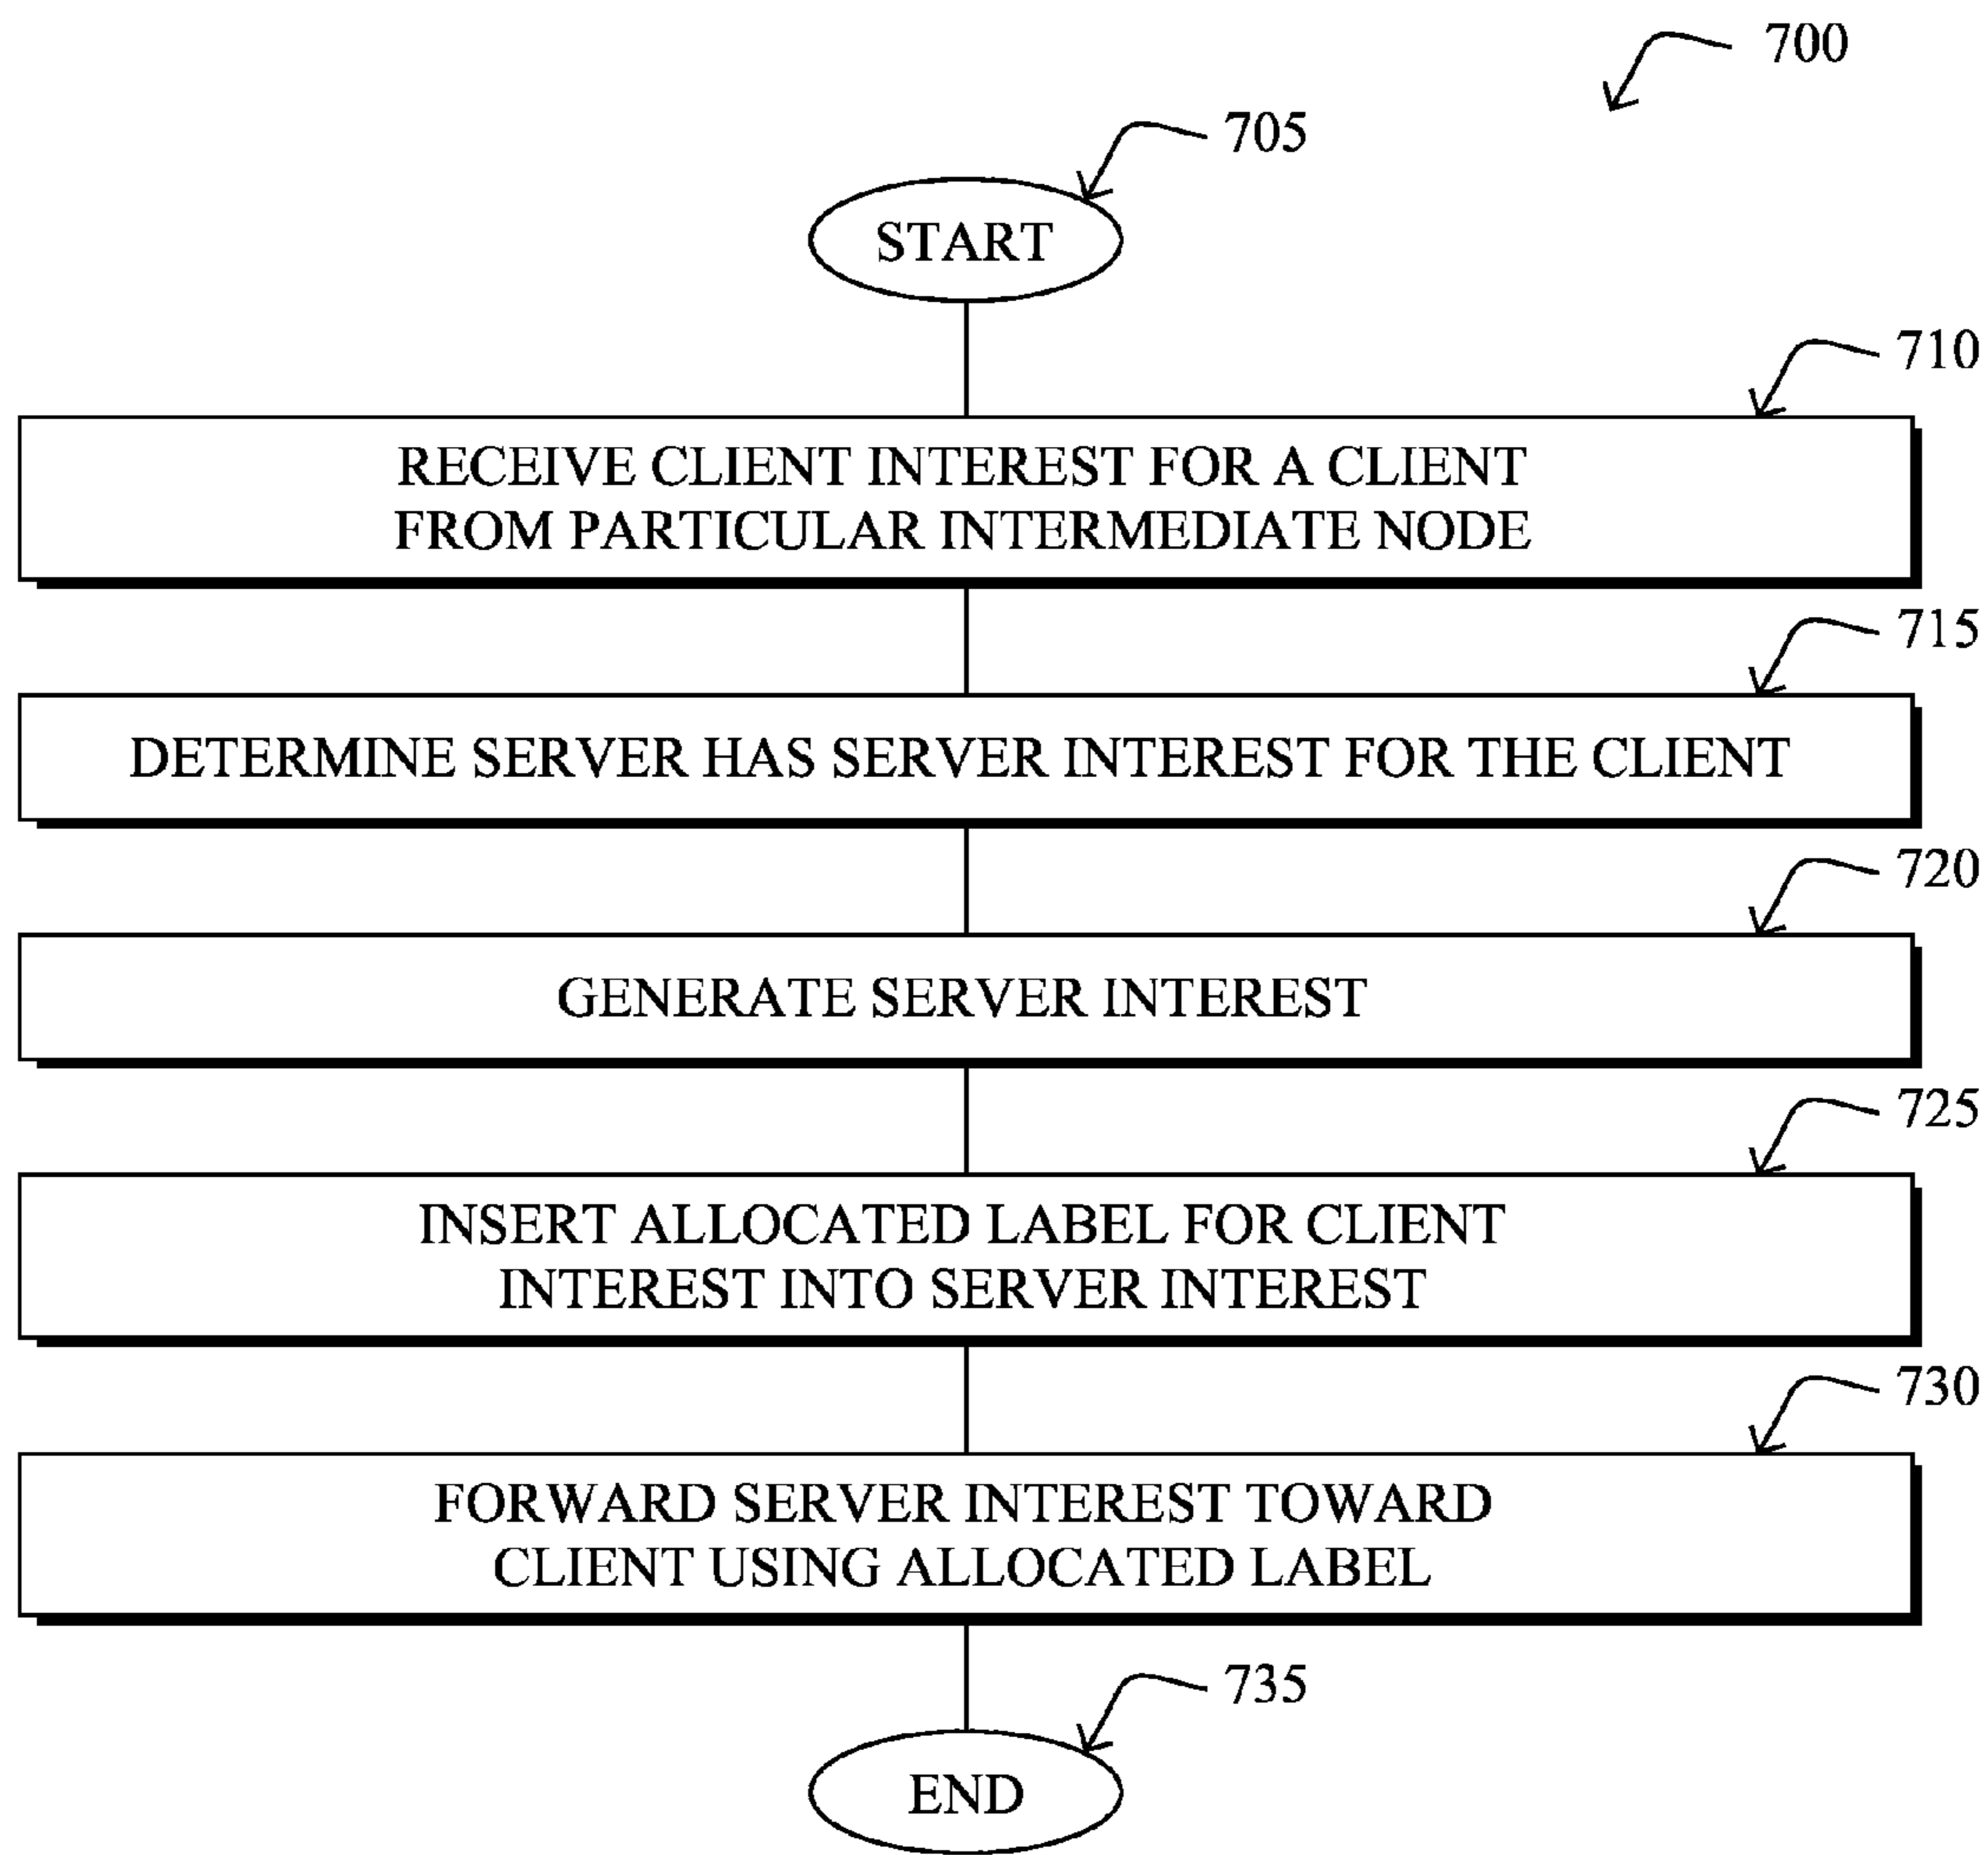 700
705
START
710
RECEIVE CLIENT INTEREST FOR A CLIENT
FROM PARTICULAR INTERMEDIATE NODE
715
DETERMINE SERVER HAS SERVER INTEREST FOR THE CLIENT
720
GENERATE SERVER INTEREST
725
INSERT ALLOCATED LABEL FOR CLIENT
INTEREST INTO SERVER INTEREST
730
FORWARD SERVER INTEREST TOWARD
CLIENT USING ALLOCATED LABEL
735
END